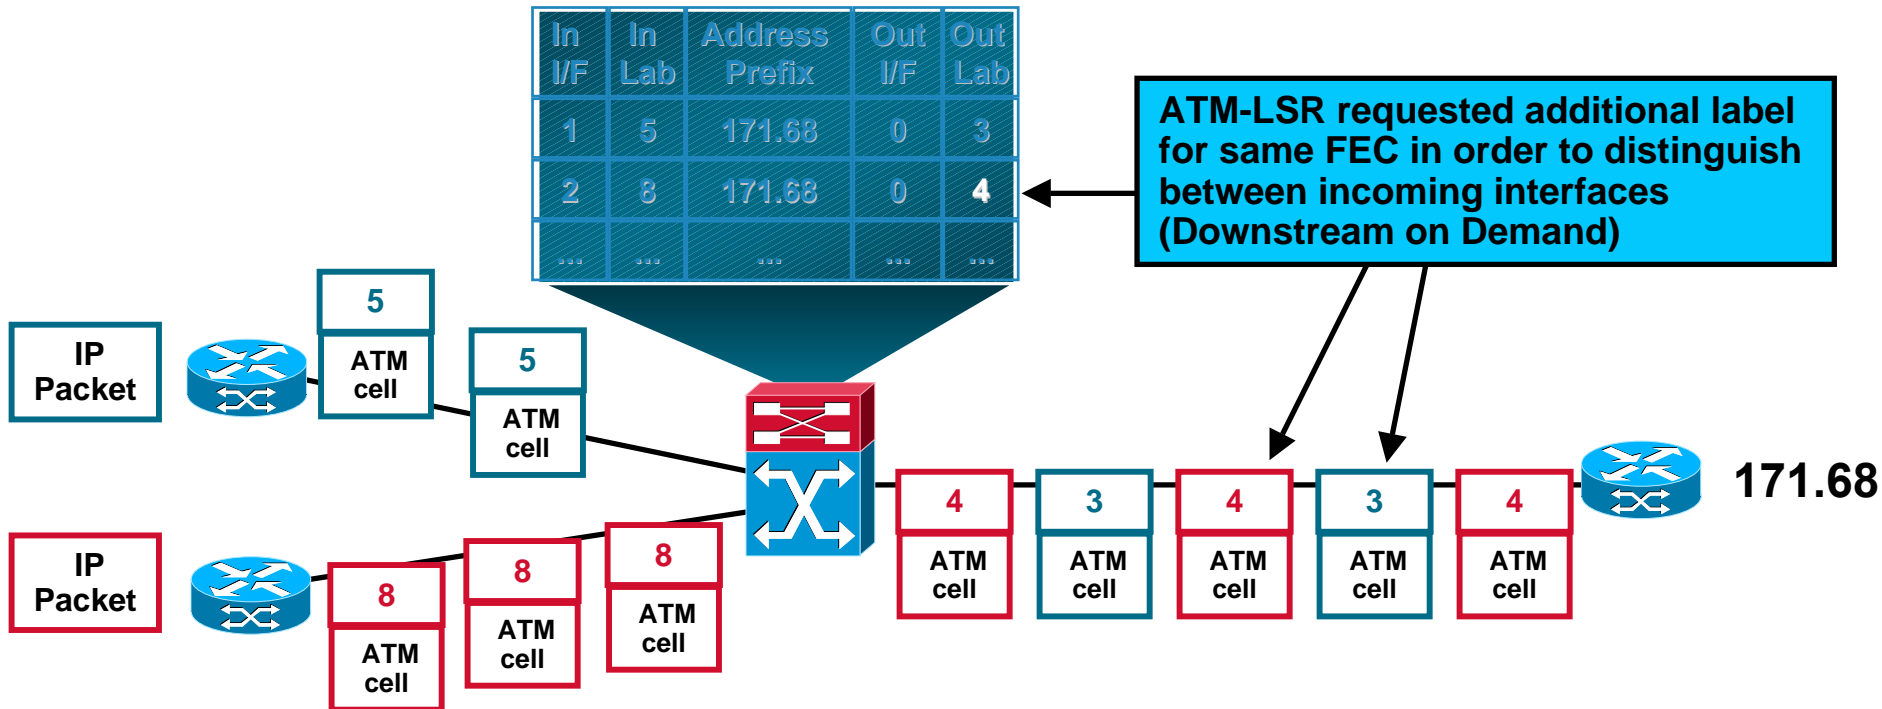 In In Address Out Out
I/F Lab Prefix I/F Lab
1 5 171.68 0 3
2 8 171.68 0 4
... ... ... ... ...
ATM-LSR requested additional label
for same FEC in order to distinguish
between incoming interfaces
(Downstream on Demand)
IP
Packet
5
ATM
cell
5
ATM
cell
IP
Packet
8
ATM
cell
8
ATM
cell
8
ATM
cell
4
ATM
cell
3
ATM
cell
4
ATM
cell
3
ATM
cell
4
ATM
cell
171.68